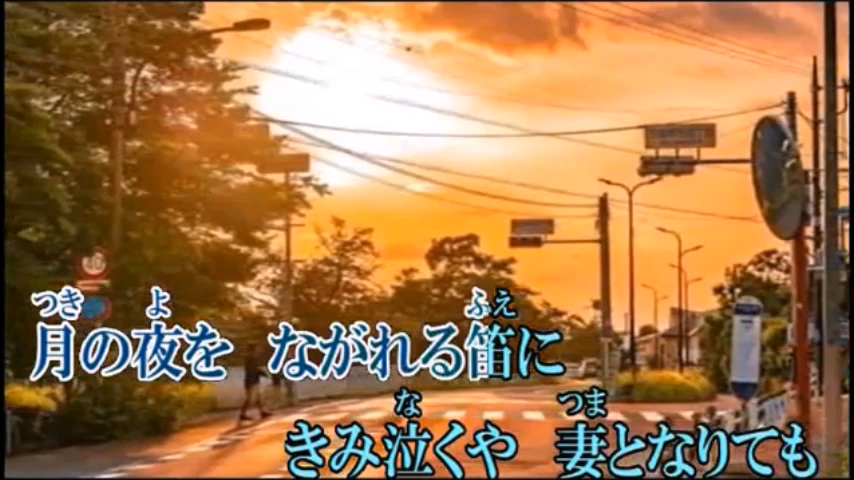 つき よ ふえ
月の夜を ながれる笛に
な つま
きみ泣くや 妻となりても